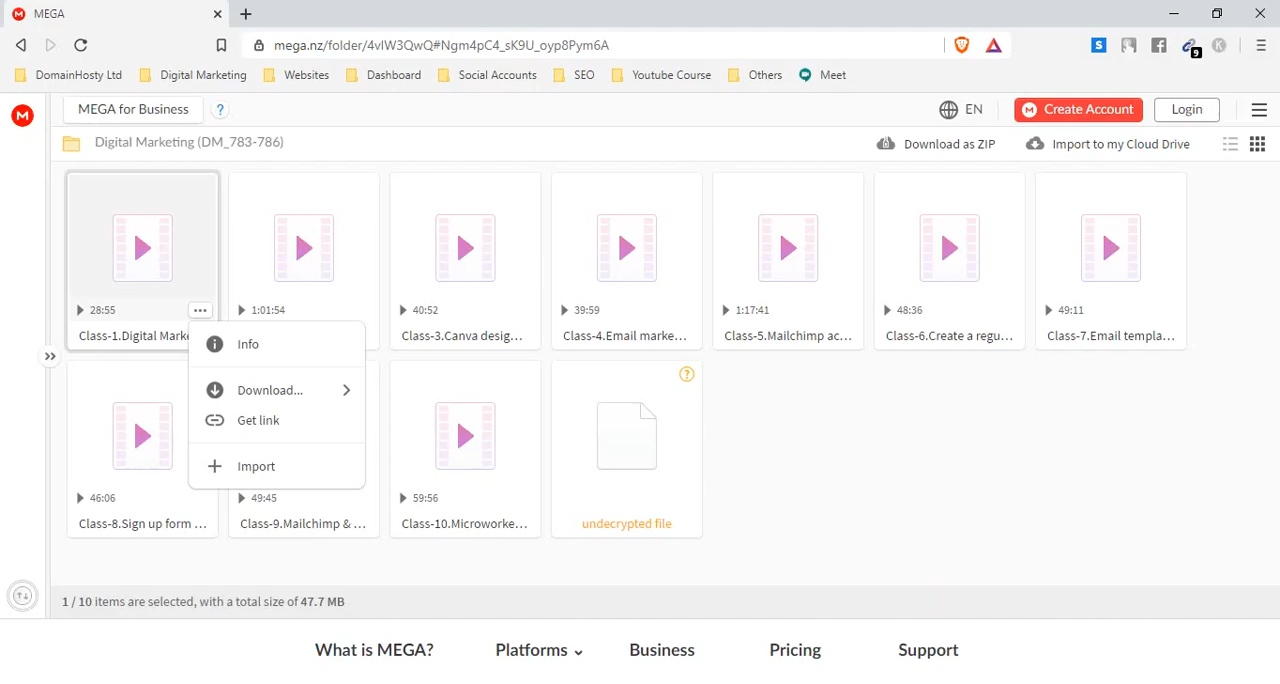 MEGA
mega.nz/folder/4vIW3QwQ#Ngm4pC4_sK9U_oyp8Pym6A
S
9
K
DomainHosty Ltd
Digital Marketing
Websites
Dashboard
Social Accounts
SEO
Youtube Course
Others
Meet
M
MEGA for Business
?
EN
M
Create Account
Login
Digital Marketing (DM_783-786)
Download as ZIP
Import to my Cloud Drive
28:55
1:01:54
40:52
39:59
1:17:41
48:36
49:11
Class-1.Digital Marke
Class-3.Canva desig...
Class-4.Email marke...
Class-5.Mailchimp ac...
Class-6.Create a regu...
Class-7.Email templa...
Info
Download...
Get link
Import
?
46:06
49:45
59:56
Class-8.Sign up form ...
Class-9.Mailchimp & ...
Class-10.Microworke...
undecrypted file
1 / 10 items are selected, with a total size of 47.7 MB
What is MEGA?
Platforms
Business
Pricing
Support